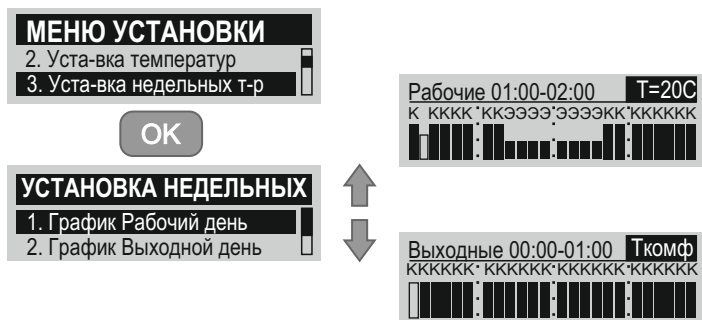 МЕНЮ УСТАНОВКИ
2. Уста-вка температур
3. Уста-вка недельных т-р
OK
УСТАНОВКА НЕДЕЛЬНЫХ
1. График Рабочий день
2. График Выходной день
Рабочие 01:00-02:00 T=20C
К КККК ККЭЭЭЭ ЭЭЭЭКК КККККК
Выходные 00:00-01:00 Ткомф
КККККК КККККК КККККК КККККК